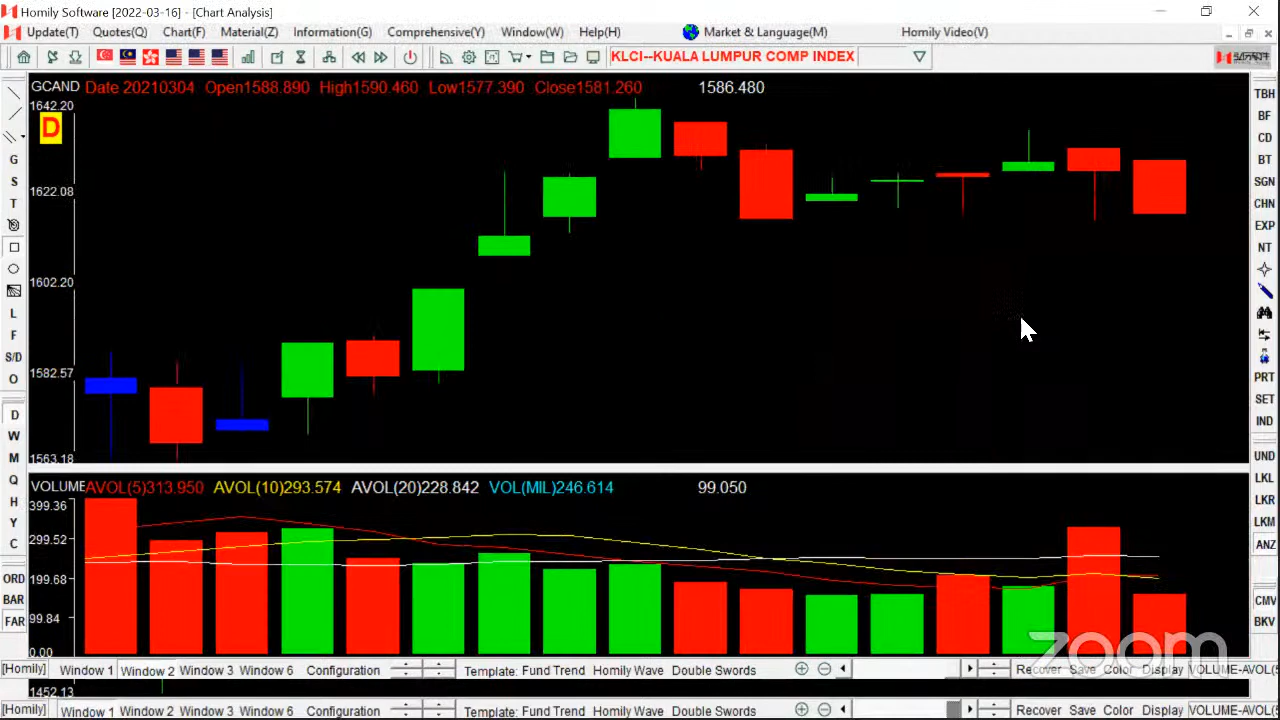 Homily Software [2022-03-16] - [Chart Analysis]
Update(T) Quotes(Q) Chart(F) Material(Z) Information(G) Comprehensive(Y) Window(W) Help(H) Market & Language(M) Homily Video(V)
KLCI--KUALA LUMPUR COMP INDEX
GCAND Date 20210304 Open1588.890 High1590.460 Low1577.390 Close1581.260 1586.480
1642.20
D
1622.08
1602.20
1582.57
1563.18
VOLUME AVOL(5)313.950 AVOL(10)293.574 AVOL(20)228.842 VOL(MIL)246.614 99.050
399.36
299.52
199.68
99.84
0.00
G
S
T
L
F
S/D
O
D
W
M
Q
H
Y
C
ORD
BAR
FAR
TBH
BF
CD
BT
SGN
CHN
EXP
NT
PRT
SET
IND
UND
LKL
LKR
LKM
ANZ
CMV
BKV
zoom
[Homily] Window 1 Window 2 Window 3 Window 6 Configuration Template: Fund Trend Homily Wave Double Swords Recover Save Color Display VOLUME-AVOL(
1452.13
[Homily] Window 1 Window 2 Window 3 Window 6 Configuration Template: Fund Trend Homily Wave Double Swords Recover Save Color Display VOLUME-AVOL(